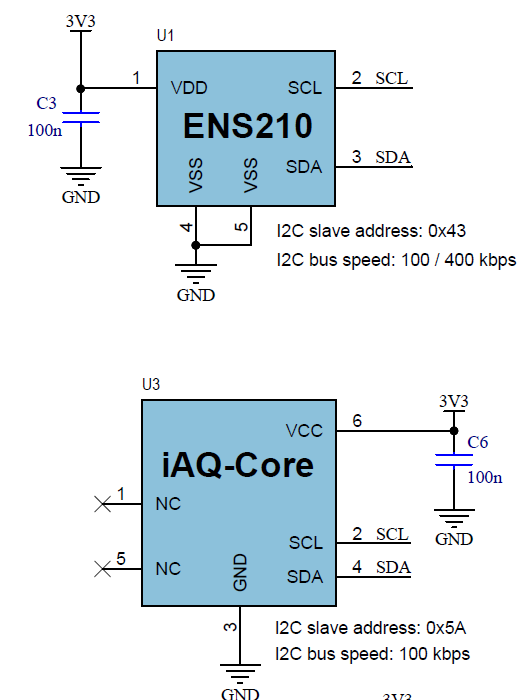 3V3
U1
1
VDD
SCL
2 SCL
C3
100n
ENS210
VSS
VSS
SDA
3 SDA
GND
4
5
I2C slave address: 0x43
I2C bus speed: 100 / 400 kbps
GND
U3
3V3
VCC
6
C6
iAQ-Core
100n
1
NC
GND
SCL
2 SCL
5
NC
GND
SDA
4 SDA
3
I2C slave address: 0x5A
I2C bus speed: 100 kbps
GND
3V3